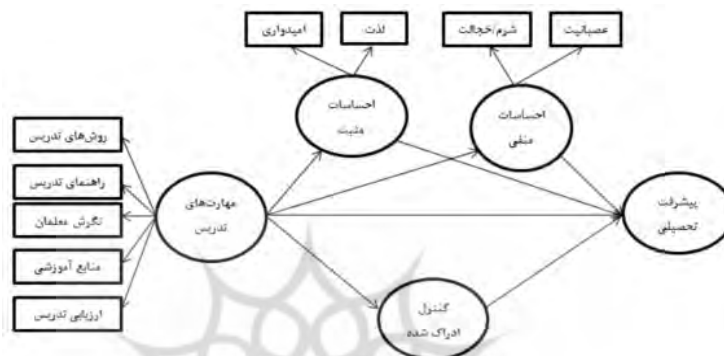 امیدواری
لذت
شرم/خجالت
عصبانیت
احساسات
مثبت
احساسات
منفی
روش‌های تدریس
راهنمای تدریس
نگرش معلمان
منابع آموزشی
ارزیابی تدریس
مهارت‌های
تدریس
پیشرفت
تحصیلی
کنترل
ادراک شده